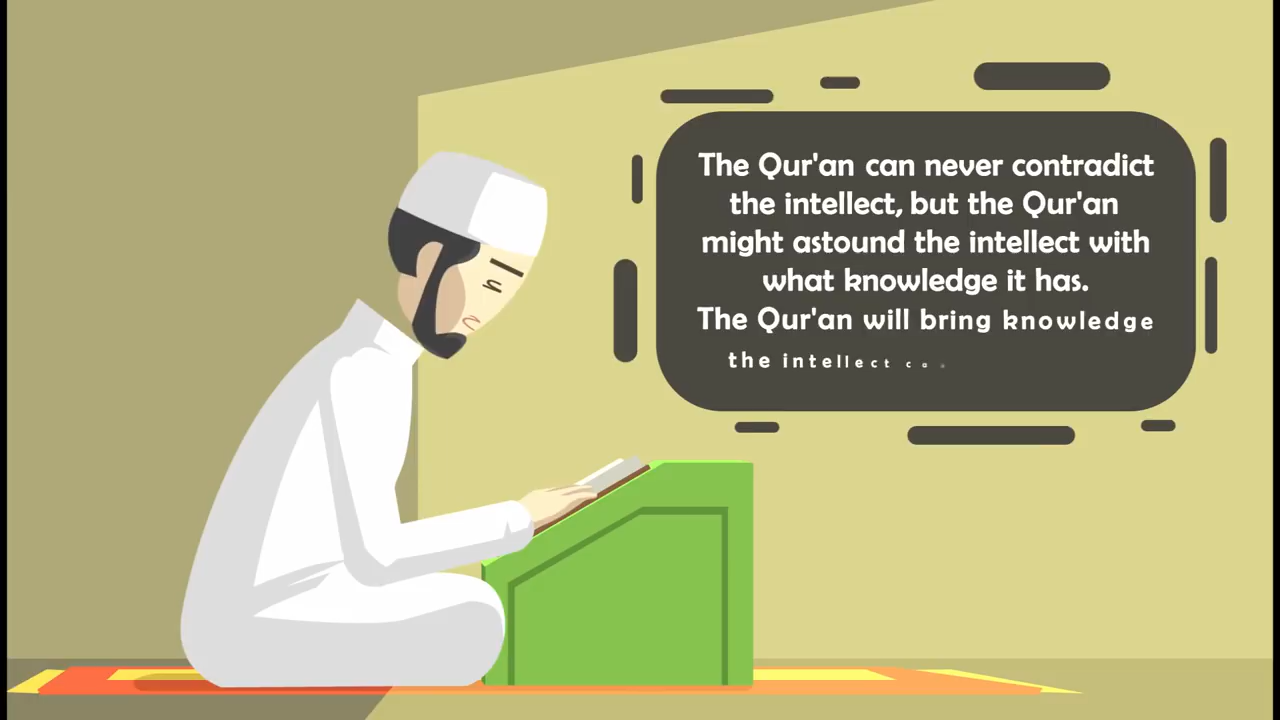 The Qur'an can never contradict
the intellect, but the Qur'an
might astound the intellect with
what knowledge it has.
The Qur'an will bring knowledge
the intellect